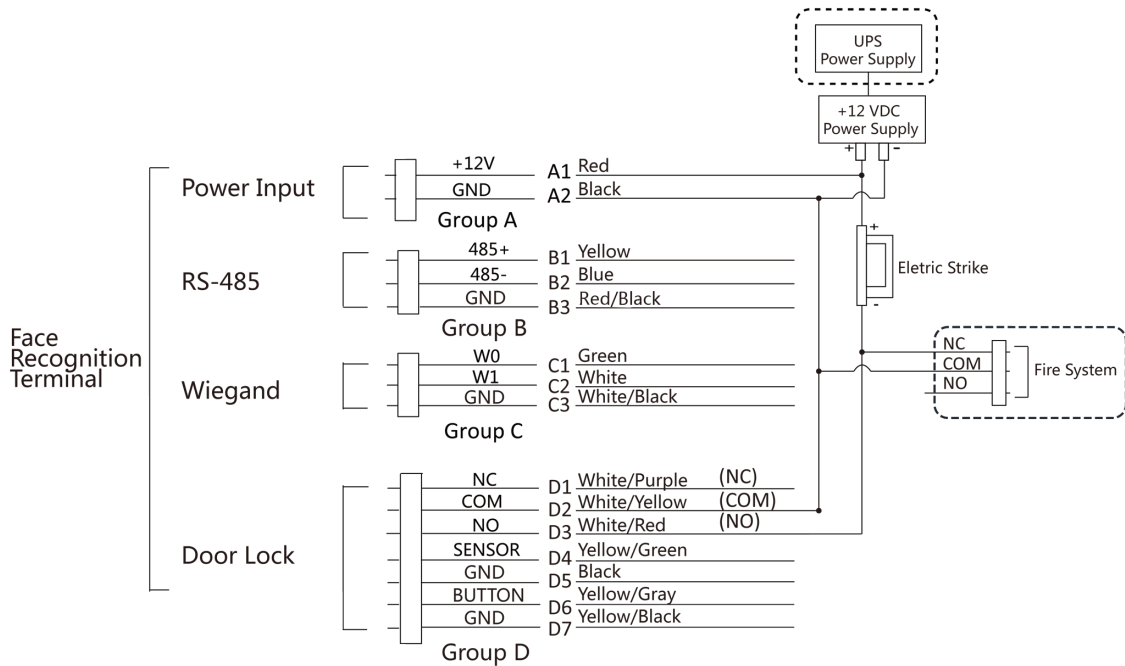 UPS
Power Supply
+12 VDC
Power Supply
+ -
Power Input
+12V A1 Red
GND A2 Black
Group A
+
Eletric Strike
-
RS-485
485+ B1 Yellow
485- B2 Blue
GND B3 Red/Black
Group B
Face
Recognition
Terminal
NC
COM
NO
Fire System
Wiegand
W0 C1 Green
W1 C2 White
GND C3 White/Black
Group C
Door Lock
NC D1 White/Purple (NC)
COM D2 White/Yellow (COM)
NO D3 White/Red (NO)
SENSOR D4 Yellow/Green
GND D5 Black
BUTTON D6 Yellow/Gray
GND D7 Yellow/Black
Group D